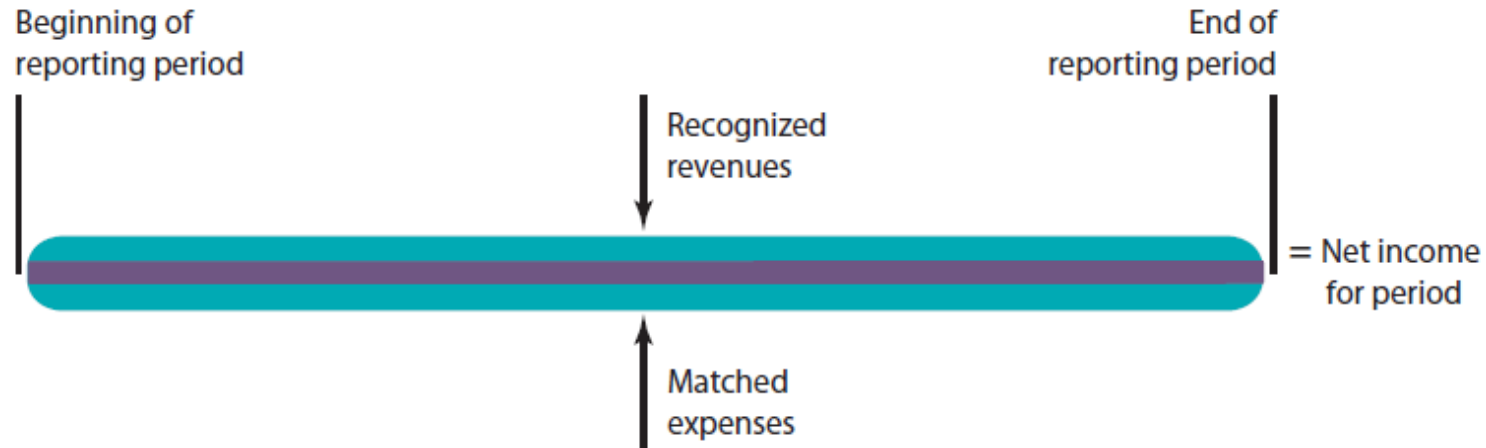 Beginning of
reporting period
End of
reporting period
Recognized
revenues
= Net income
for period
Matched
expenses